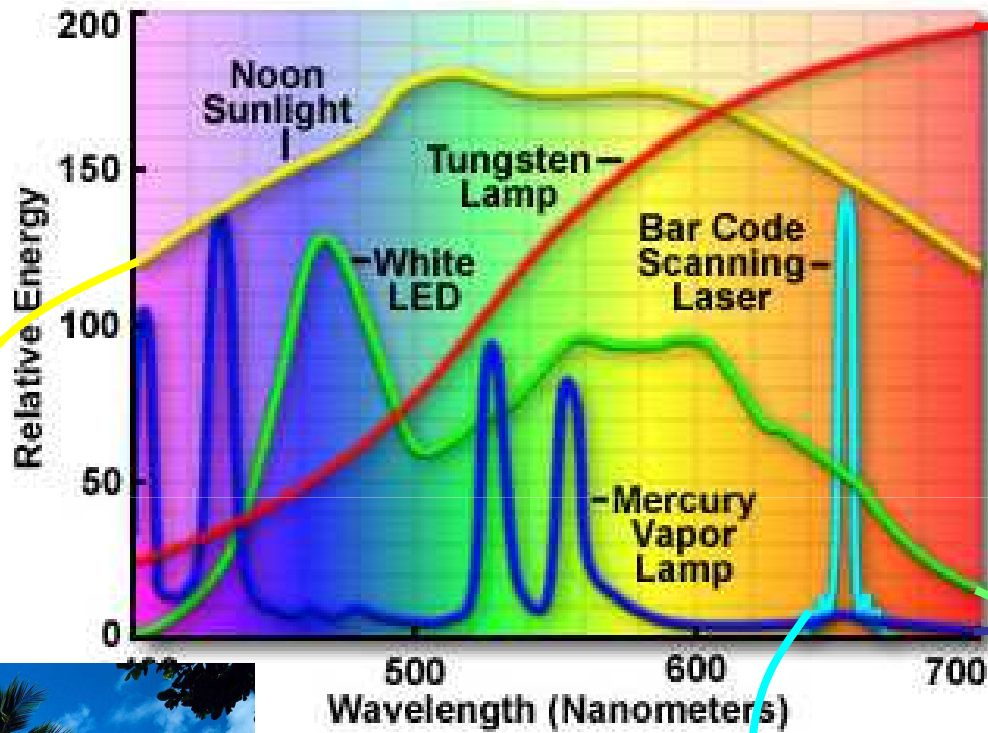 200
Noon
Sunlight
150
Tungsten
Lamp
Bar Code
Scanning
Laser
White
LED
100
Relative Energy
50
Mercury
Vapor
Lamp
0
500
600
700
Wavelength (Nanometers)